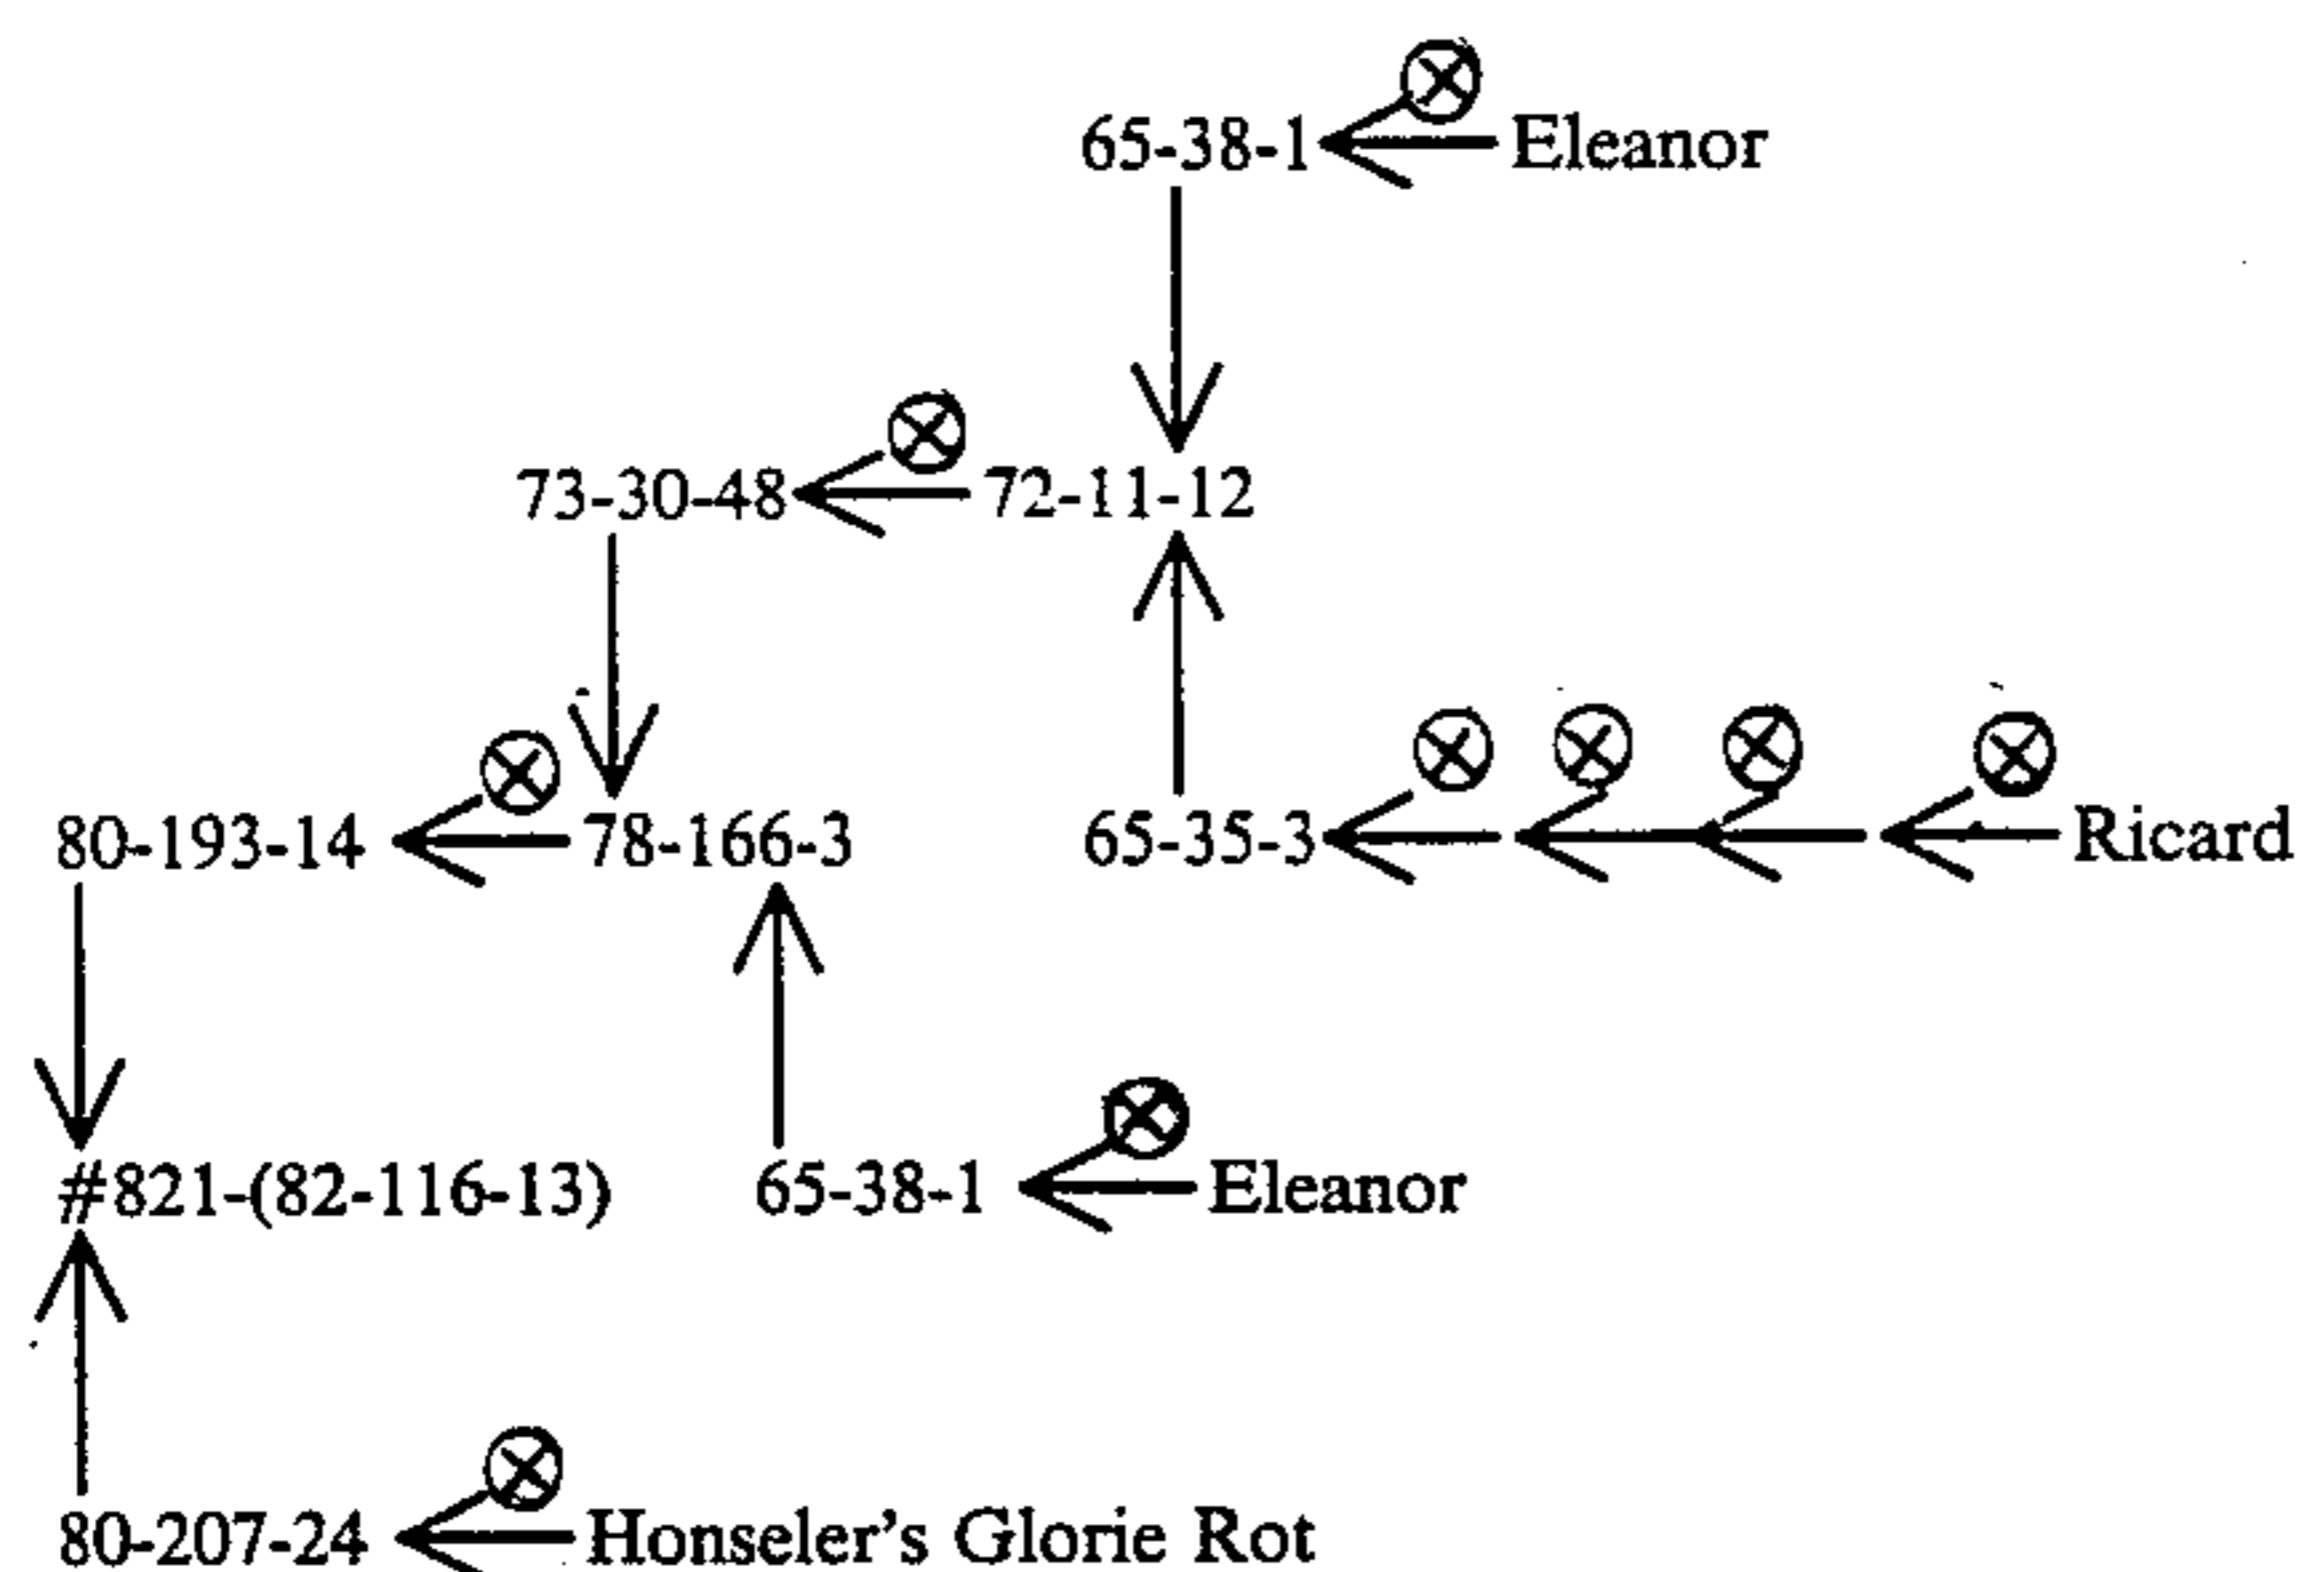 65-38-1 Eleanor
73-30-48 72-11-12
80-193-14 78-166-3 65-35-3 Ricard
#821-(82-116-13) 65-38-1 Eleanor
80-207-24 Honseler's Glorie Rot